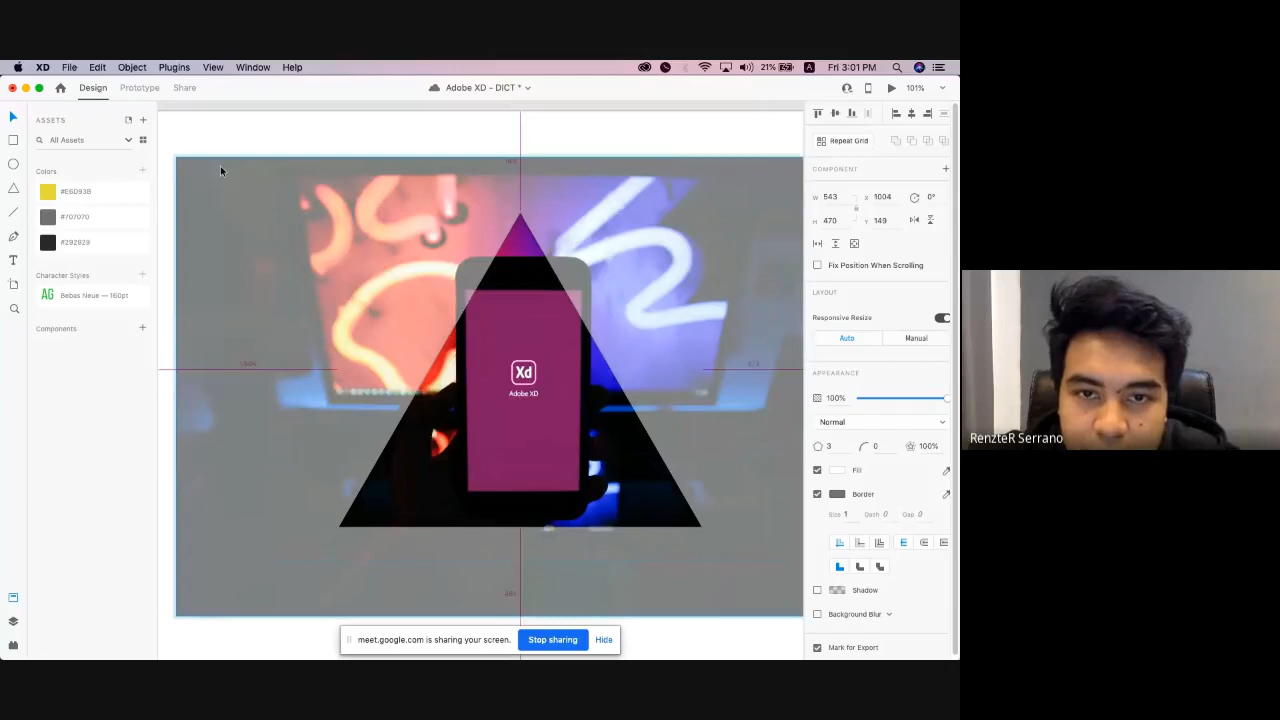 XD File Edit Object Plugins View Window Help
21% A Fri 3:01 PM
Design Prototype Share
Adobe XD - DICT *
101%
ASSETS
All Assets
Colors
#E6D93B
#707070
#292929
Character Styles
AG Bebas Neue — 160pt
Components
Xd
Adobe XD
Repeat Grid
COMPONENT
W 543 X 1004 0°
H 470 Y 149
Fix Position When Scrolling
LAYOUT
Responsive Resize
Auto Manual
APPEARANCE
100%
Normal
3 0 100%
Fill
Border
Size 1 Dash 0 Gap 0
Shadow
Background Blur
Mark for Export
meet.google.com is sharing your screen. Stop sharing Hide
RenzteR Serrano